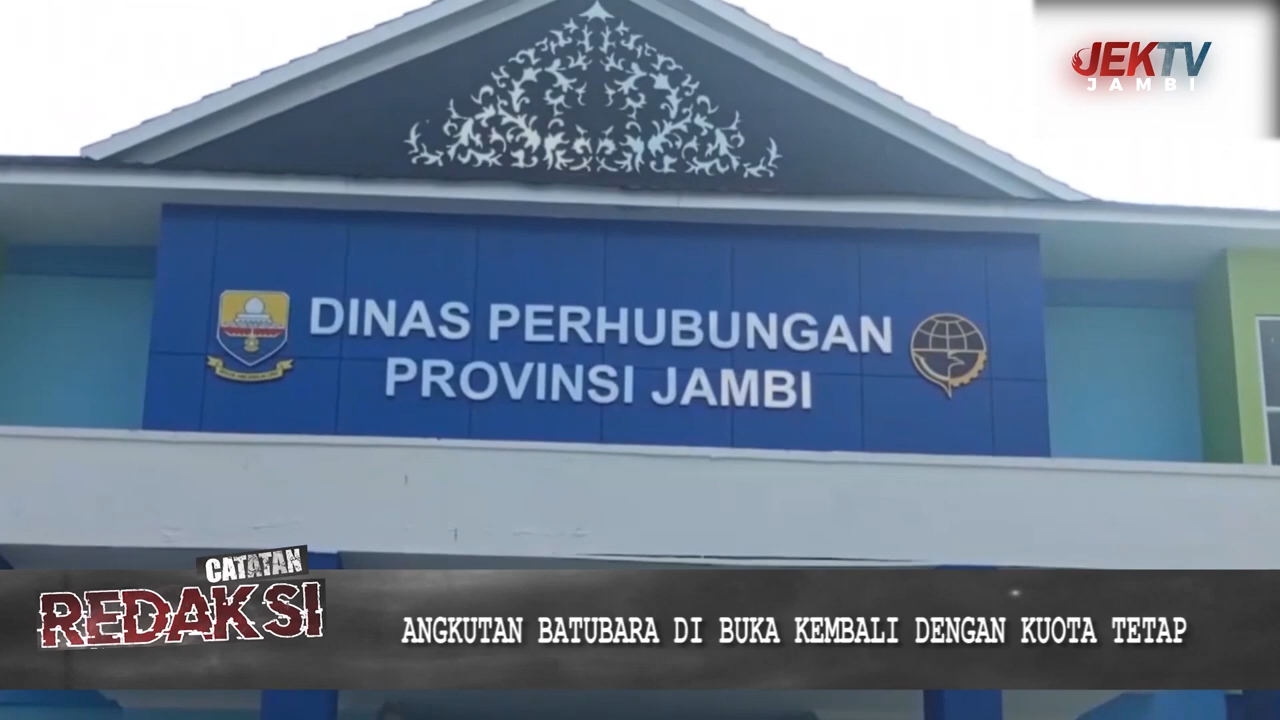 JEKTV
JAMBI
DINAS PERHUBUNGAN
PROVINSI JAMBI
CATATAN
REDAKSI
ANGKUTAN BATUBARA DI BUKA KEMBALI DENGAN KUOTA TETAP